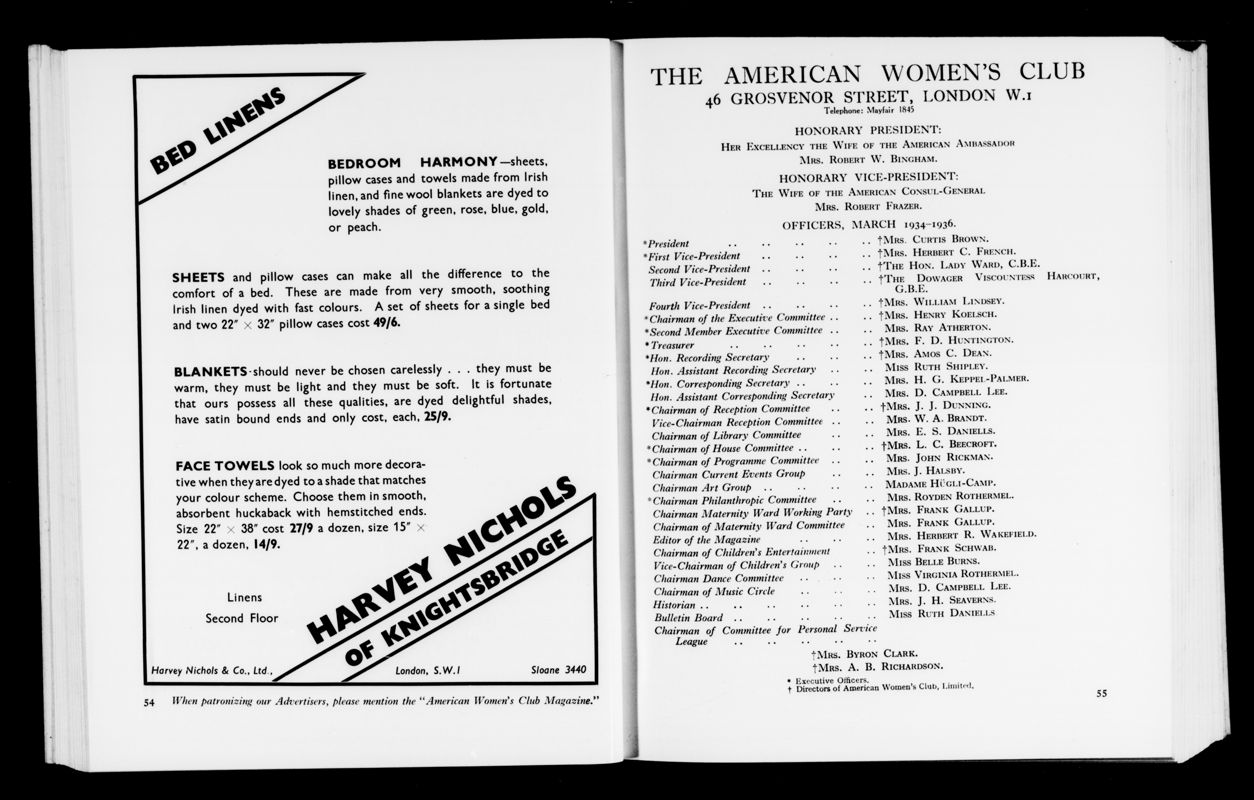 BED LINENS
BEDROOM HARMONY—sheets,
pillow cases and towels made from Irish
linen, and fine wool blankets are dyed to
lovely shades of green, rose, blue, gold,
or peach.
SHEETS and pillow cases can make all the difference to the
comfort of a bed. These are made from very smooth, soothing
Irish linen dyed with fast colours. A set of sheets for a single bed
and two 22″ × 32″ pillow cases cost 49/6.
BLANKETS·should never be chosen carelessly . . . they must be
warm, they must be light and they must be soft. It is fortunate
that ours possess all these qualities, are dyed delightful shades,
have satin bound ends and only cost, each, 25/9.
FACE TOWELS look so much more decora-
tive when they are dyed to a shade that matches
your colour scheme. Choose them in smooth,
absorbent huckaback with hemstitched ends.
Size 22″ × 38″ cost 27/9 a dozen, size 15″ ×
22″, a dozen, 14/9.
Linens
Second Floor
HARVEY NICHOLS
OF KNIGHTSBRIDGE
Harvey Nichols & Co., Ltd., London, S.W.1 Sloane 3440
54 When patronizing our Advertisers, please mention the "American Women's Club Magazine."
THE AMERICAN WOMEN'S CLUB
46 GROSVENOR STREET, LONDON W.1
Telephone: Mayfair 1845
HONORARY PRESIDENT:
HER EXCELLENCY THE WIFE OF THE AMERICAN AMBASSADOR
MRS. ROBERT W. BINGHAM.
HONORARY VICE-PRESIDENT:
THE WIFE OF THE AMERICAN CONSUL-GENERAL
MRS. ROBERT FRAZER.
OFFICERS, MARCH 1934-1936.
*President .. .. .. .. .. †MRS. CURTIS BROWN.
*First Vice-President .. .. .. .. †MRS. HERBERT C. FRENCH.
Second Vice-President .. .. .. .. †THE HON. LADY WARD, C.B.E.
Third Vice-President .. .. .. .. †THE DOWAGER VISCOUNTESS HARCOURT,
G.B.E.
Fourth Vice-President .. .. .. .. †MRS. WILLIAM LINDSEY.
*Chairman of the Executive Committee .. .. †MRS. HENRY KOELSCH.
*Second Member Executive Committee .. .. MRS. RAY ATHERTON.
*Treasurer .. .. .. .. .. †MRS. F. D. HUNTINGTON.
*Hon. Recording Secretary .. .. .. †MRS. AMOS C. DEAN.
Hon. Assistant Recording Secretary .. .. MISS RUTH SHIPLEY.
*Hon. Corresponding Secretary .. .. .. MRS. H. G. KEPPEL-PALMER.
Hon. Assistant Corresponding Secretary .. MRS. D. CAMPBELL LEE.
*Chairman of Reception Committee .. .. †MRS. J. J. DUNNING.
Vice-Chairman Reception Committee .. .. MRS. W. A. BRANDT.
Chairman of Library Committee .. .. MRS. E. S. DANIELLS.
*Chairman of House Committee .. .. .. †MRS. L. C. BEECROFT.
*Chairman of Programme Committee .. .. MRS. JOHN RICKMAN.
Chairman Current Events Group .. .. MRS. J. HALSBY.
Chairman Art Group .. .. .. .. MADAME HÜGLI-CAMP.
*Chairman Philanthropic Committee .. .. MRS. ROYDEN ROTHERMEL.
Chairman Maternity Ward Working Party .. †MRS. FRANK GALLUP.
Chairman of Maternity Ward Committee .. MRS. FRANK GALLUP.
Editor of the Magazine .. .. .. MRS. HERBERT R. WAKEFIELD.
Chairman of Children's Entertainment .. †MRS. FRANK SCHWAB.
Vice-Chairman of Children's Group .. .. MISS BELLE BURNS.
Chairman Dance Committee .. .. .. MISS VIRGINIA ROTHERMEL.
Chairman of Music Circle .. .. .. MRS. D. CAMPBELL LEE.
Historian .. .. .. .. .. .. MRS. J. H. SEAVERNS.
Bulletin Board .. .. .. .. .. MISS RUTH DANIELLS
Chairman of Committee for Personal Service
League .. .. .. .. .. ..
†MRS. BYRON CLARK.
†MRS. A. B. RICHARDSON.
* Executive Officers.
† Directors of American Women's Club, Limited.
55